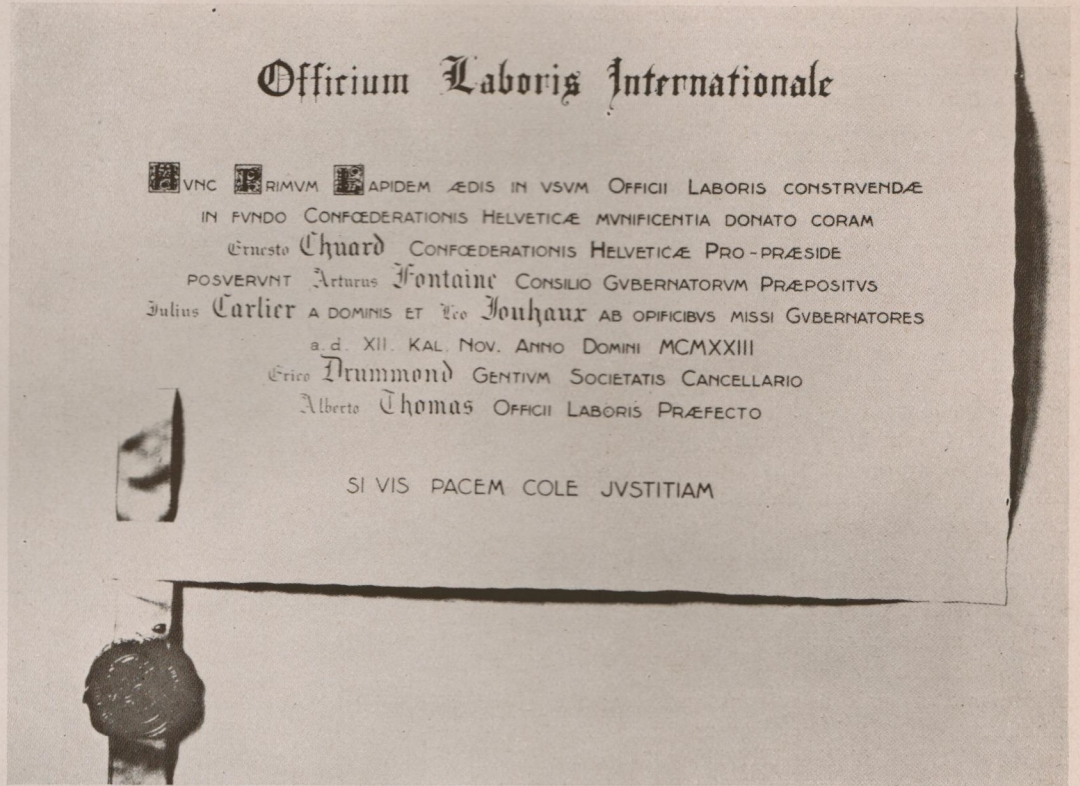 Officium Laboris Internationale
HVNC PRIMVM LAPIDEM ÆDIS IN VSVM OFFICII LABORIS CONSTRVENDÆ
IN FVNDO CONFŒDERATIONIS HELVETICÆ MVNIFICENTIA DONATO CORAM
Ernesto Chuard CONFŒDERATIONIS HELVETICÆ PRO-PRÆSIDE
POSVERVNT Arturus Fontaine CONSILIO GVBERNATORVM PRÆPOSITVS
Julius Carlier A DOMINIS ET Leo Jouhaux AB OPIFICIBVS MISSI GVBERNATORES
a.d. XII. KAL. NOV. ANNO DOMINI MCMXXIII
Erico Drummond GENTIVM SOCIETATIS CANCELLARIO
Alberto Thomas OFFICII LABORIS PRÆFECTO
SI VIS PACEM COLE JVSTITIAM